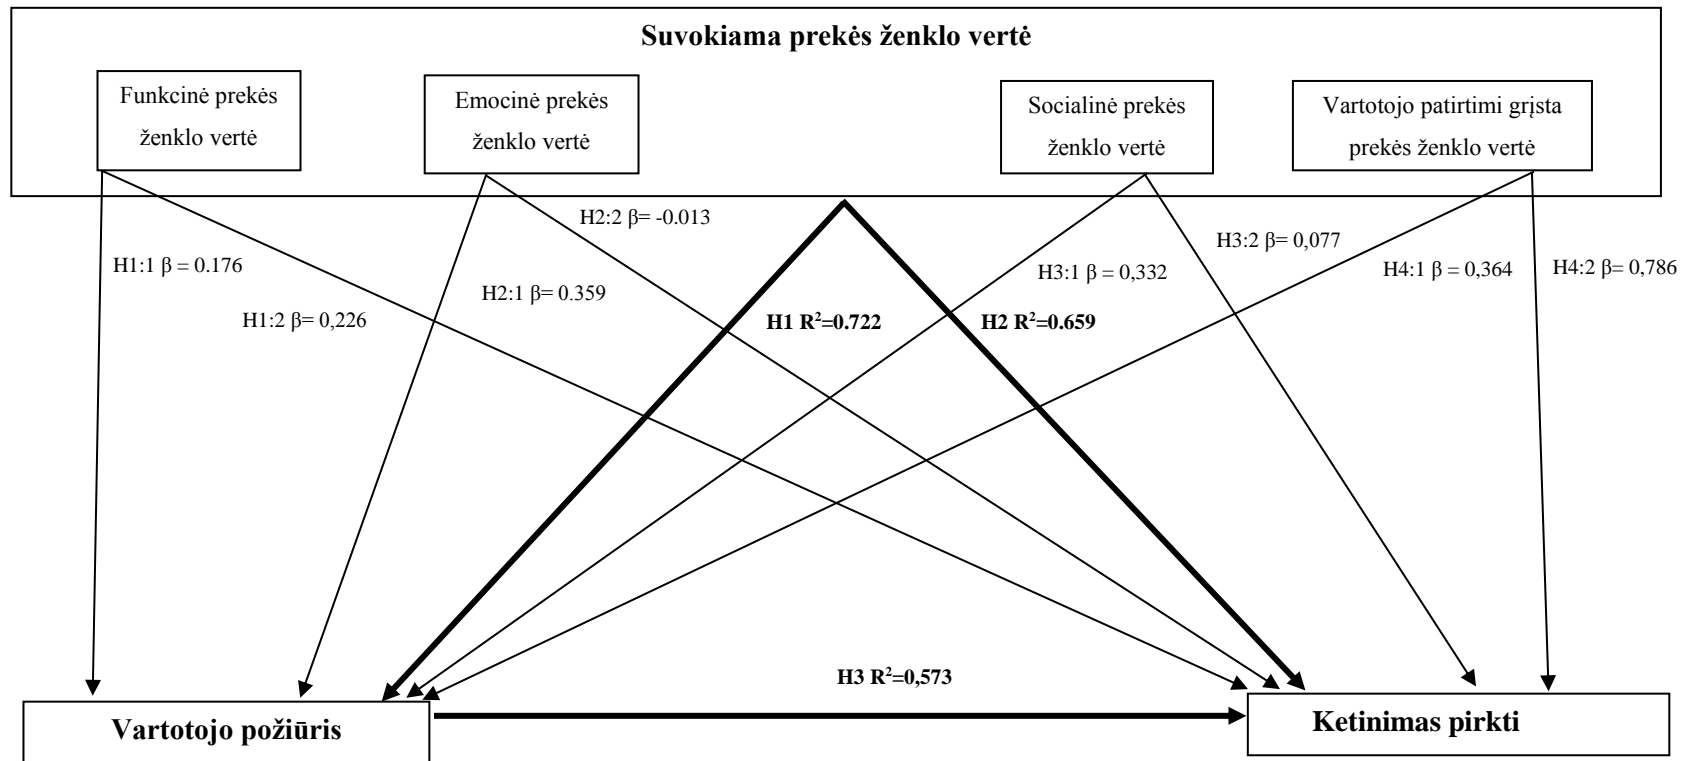 Suvokiama prekės ženklo vertė
Funkcinė prekės
ženklo vertė
Emocinė prekės
ženklo vertė
Socialinė prekės
ženklo vertė
Vartotojo patirtimi grįsta
prekės ženklo vertė
H1:1 β = 0.176
H1:2 β= 0,226
H2:2 β= -0.013
H2:1 β= 0.359
H1 R²=0.722
H2 R²=0.659
H3:1 β = 0,332
H3:2 β= 0,077
H4:1 β = 0,364
H4:2 β= 0,786
H3 R²=0,573
Vartotojo požiūris
Ketinimas pirkti